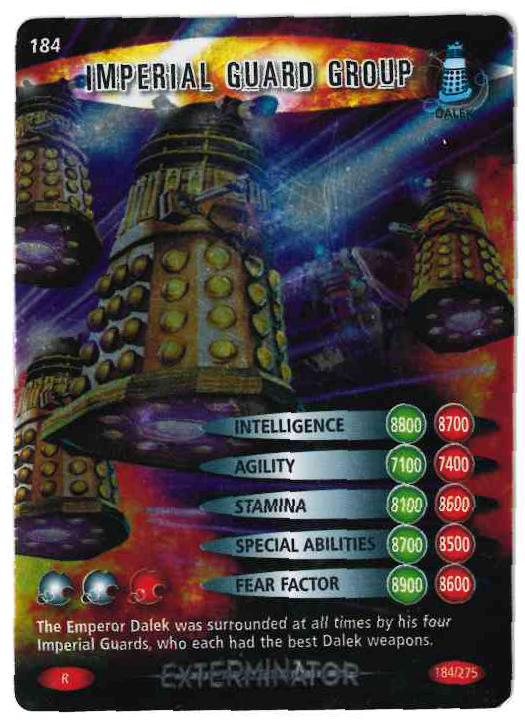 184
IMPERIAL GUARD GROUP
DALEK
INTELLIGENCE 8800 8700
AGILITY 7100 7400
STAMINA 8100 8600
SPECIAL ABILITIES 8700 8500
FEAR FACTOR 8900 8600
The Emperor Dalek was surrounded at all times by his four
Imperial Guards, who each had the best Dalek weapons.
R EXTERMINATOR 184/275